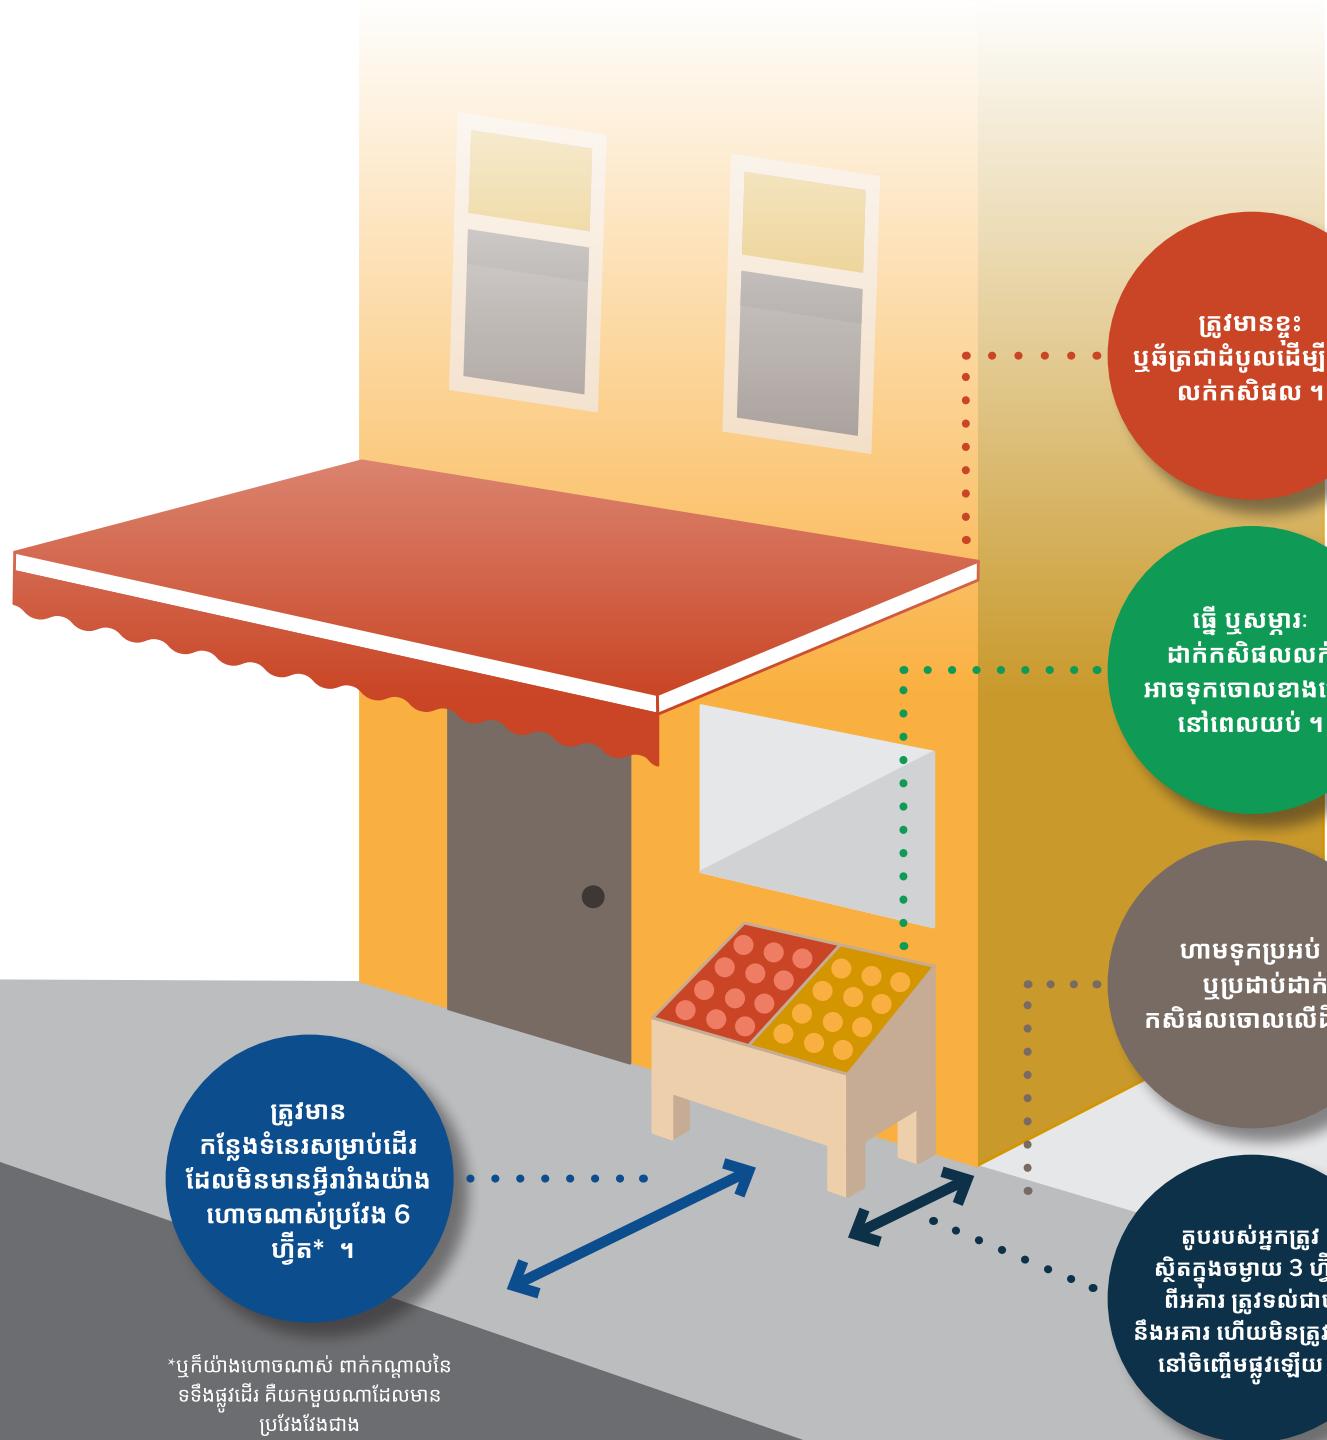 ត្រូវមានខ្ចុះ
ឬឆ័ត្រជាដំបូលដើម្បី
លក់កសិផល ។
ធ្នើ ឬសម្ភារៈ
ដាក់កសិផលលក់
អាចទុកចោលខាង
នៅពេលយប់ ។
ហាមទុកប្រអប់
ឬប្រដាប់ដាក់
កសិផលចោលលើ
ត្រូវមាន
កន្លែងទំនេរសម្រាប់ដើរ
ដែលមិនមានអ្វីរារាំងយ៉ាង
ហោចណាស់ប្រវែង 6
ហ្វីត* ។
តូបរបស់អ្នកត្រូវ
ស្ថិតក្នុងចម្ងាយ 3
ពីអគារ ត្រូវទល់ជា
នឹងអគារ ហើយមិនត្រូវ
នៅចិញ្ចើមផ្លូវឡើយ
*ឬក៏យ៉ាងហោចណាស់ ពាក់កណ្តាលនៃ
ទទឹងផ្លូវដើរ គឺយកមួយណាដែលមាន
ប្រវែងវែងជាង